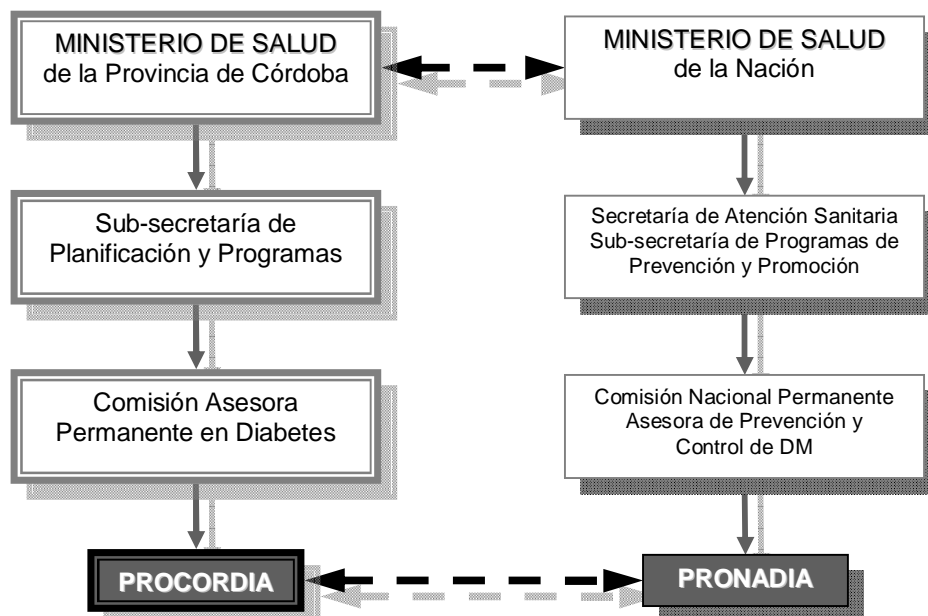 MINISTERIO DE SALUD
de la Provincia de Córdoba
MINISTERIO DE SALUD
de la Nación
Sub-secretaría de
Planificación y Programas
Secretaría de Atención Sanitaria
Sub-secretaría de Programas de
Prevención y Promoción
Comisión Asesora
Permanente en Diabetes
Comisión Nacional Permanente
Asesora de Prevención y
Control de DM
PROCORDIA
PRONADIA